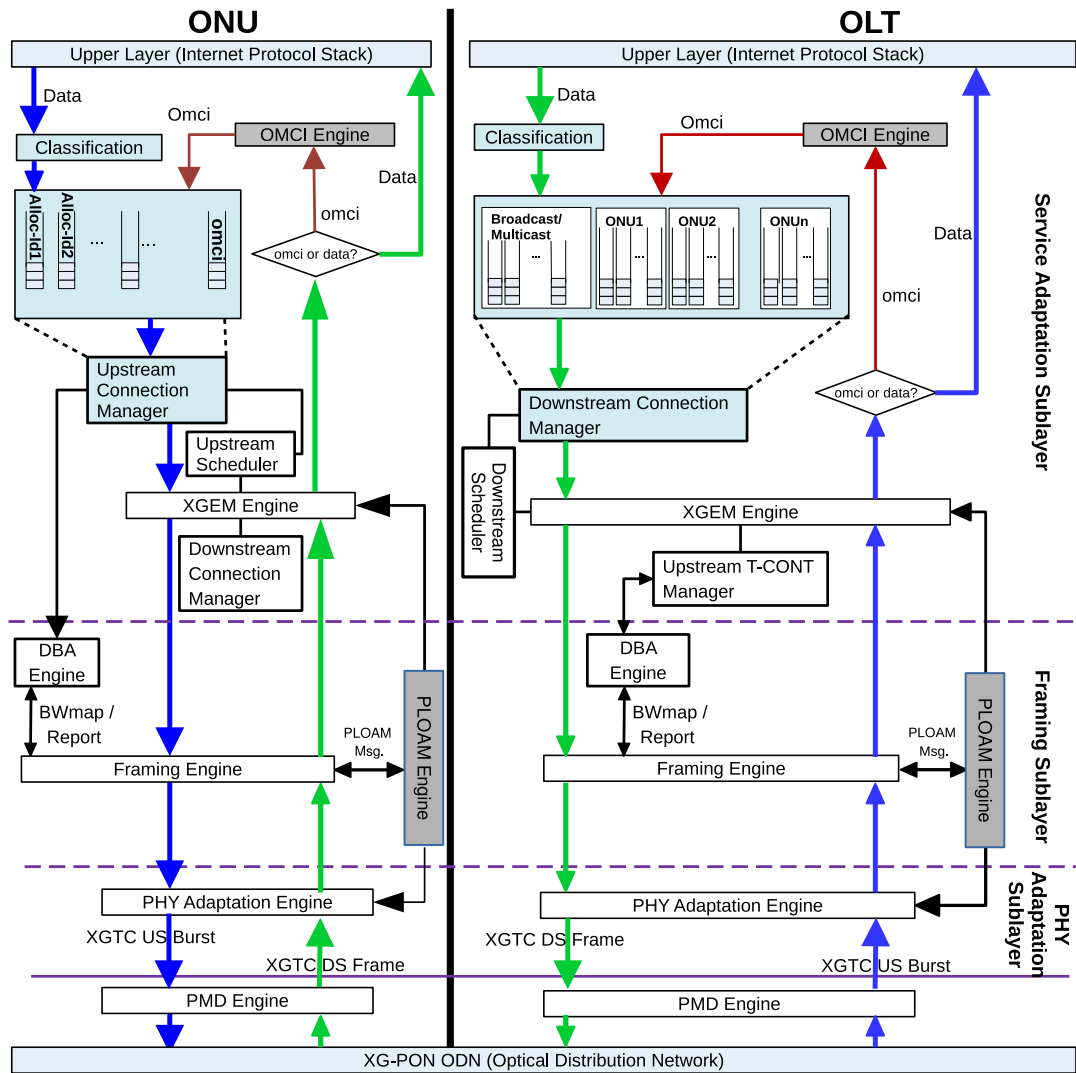 ONU
Upper Layer (Internet Protocol Stack)
Data
Omci
OMCI Engine
Classification
Data
Alloc-Id1
Alloc-Id2
...
...
omci
omci
omci or data?
Upstream
Connection
Manager
Upstream
Scheduler
XGEM Engine
Downstream
Connection
Manager
DBA
Engine
BWmap /
Report
PLOAM
Msg.
PLOAM Engine
Framing Engine
PHY Adaptation Engine
XGTC US Burst
XGTC DS Frame
PMD Engine
OLT
Upper Layer (Internet Protocol Stack)
Data
Omci
OMCI Engine
Classification
Broadcast/
Multicast
...
ONU1
...
ONU2
...
ONUn
...
Data
omci
omci or data?
Downstream Connection
Manager
Downstream
Scheduler
XGEM Engine
Upstream T-CONT
Manager
DBA
Engine
BWmap /
Report
PLOAM
Msg.
PLOAM Engine
Framing Engine
PHY Adaptation Engine
XGTC DS Frame
XGTC US Burst
PMD Engine
Service Adaptation Sublayer
Framing Sublayer
PHY
Adaptation
Sublayer
XG-PON ODN (Optical Distribution Network)